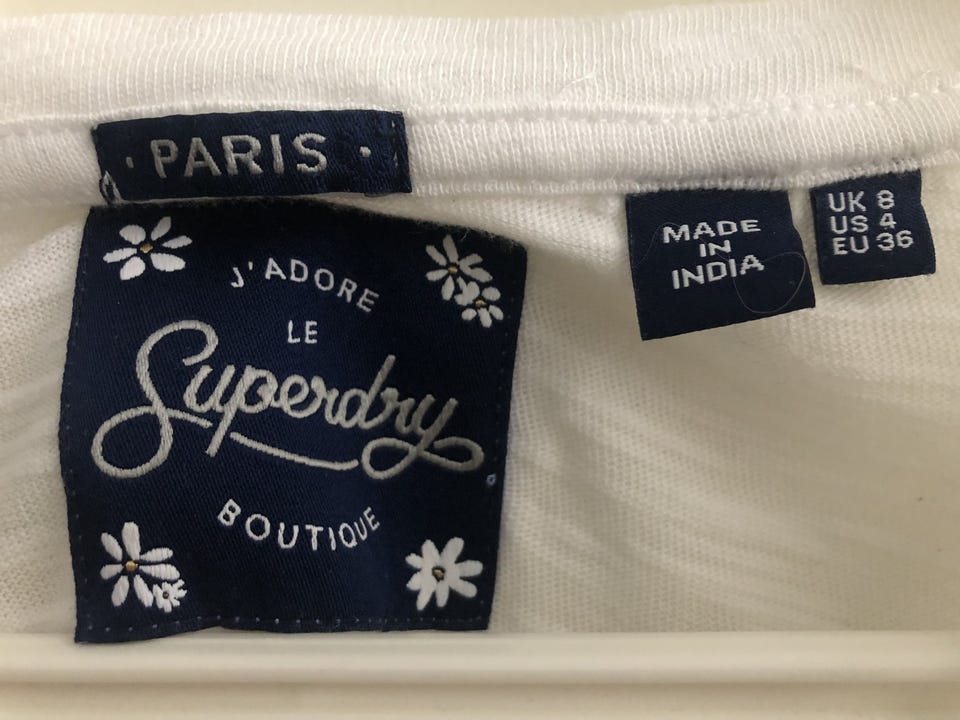 · PARIS ·
J'ADORE
LE
Superdry
BOUTIQUE
MADE
IN
INDIA
UK 8
US 4
EU 36